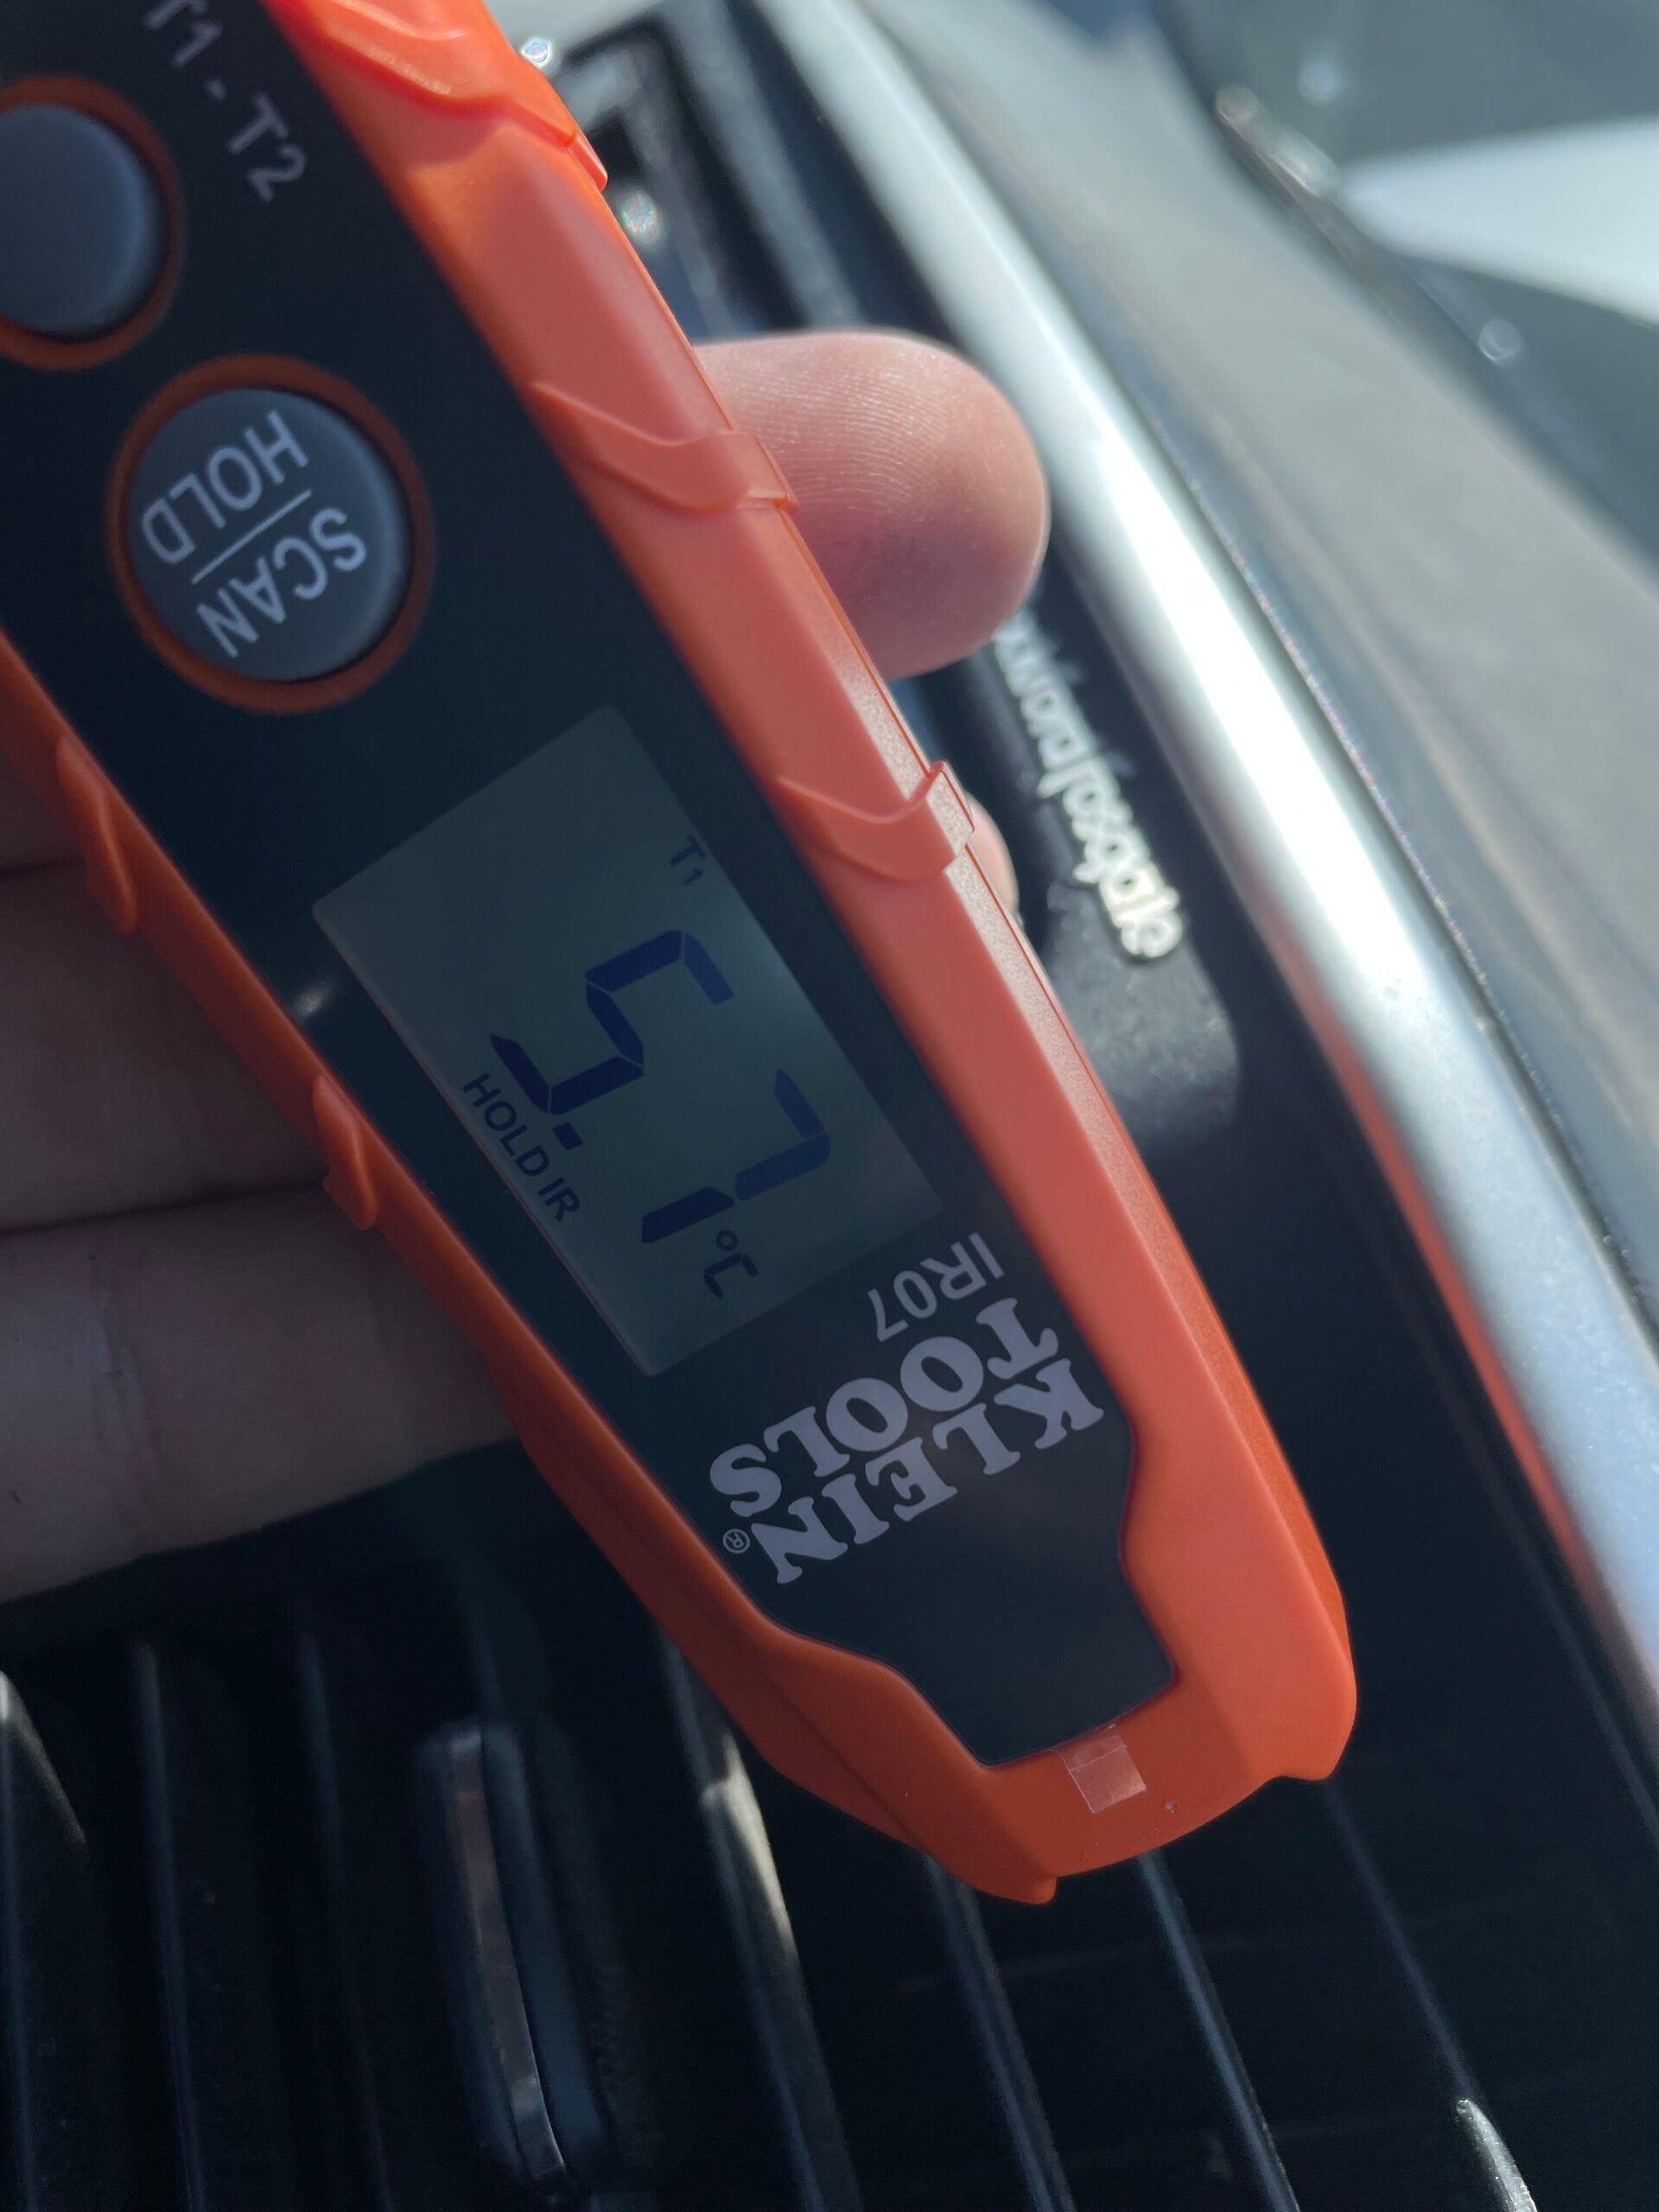 KLEIN
TOOLS®
IR07
T1
5.7 °C
HOLD IR
SCAN
HOLD
T1 - T2